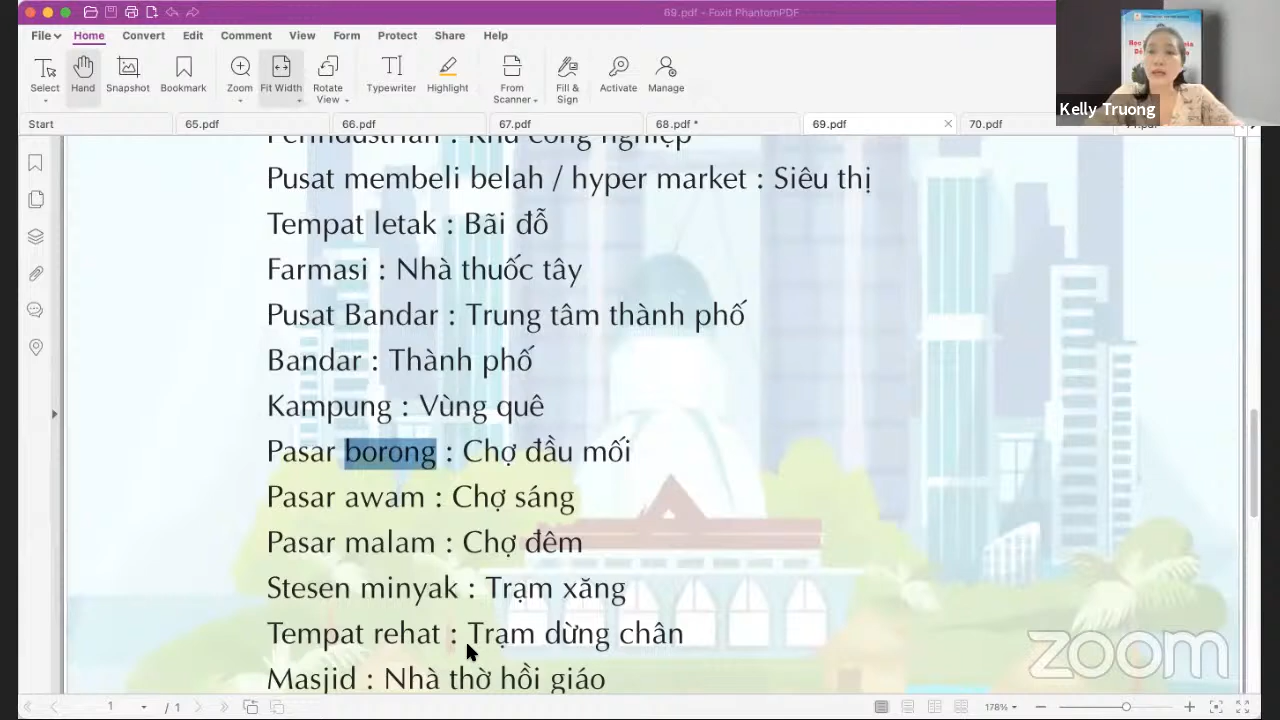 69.pdf - Foxit PhantomPDF
File Home Convert Edit Comment View Form Protect Share Help
Select Hand Snapshot Bookmark Zoom Fit Width Rotate View Typewriter Highlight From Scanner Fill & Sign Activate Manage
Kelly Truong
Start 65.pdf 66.pdf 67.pdf 68.pdf * 69.pdf 70.pdf
Perindustrian : Khu công nghiệp
Pusat membeli belah / hyper market : Siêu thị
Tempat letak : Bãi đỗ
Farmasi : Nhà thuốc tây
Pusat Bandar : Trung tâm thành phố
Bandar : Thành phố
Kampung : Vùng quê
Pasar borong : Chợ đầu mối
Pasar awam : Chợ sáng
Pasar malam : Chợ đêm
Stesen minyak : Trạm xăng
Tempat rehat : Trạm dừng chân
Masjid : Nhà thờ hồi giáo
zoom
1 / 1 178%